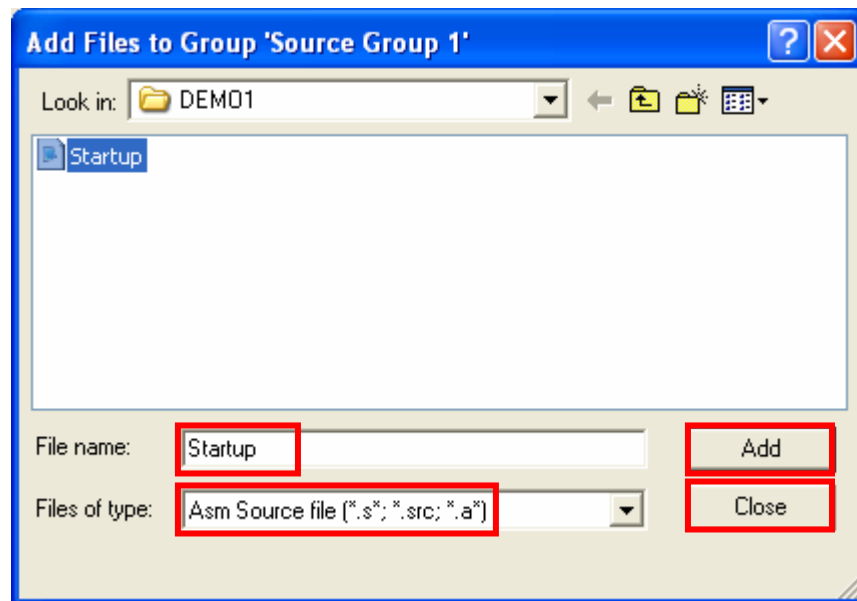 Add Files to Group 'Source Group 1'
Look in: DEMO1
Startup
File name: Startup Add
Files of type: Asm Source file (*.s*; *.src; *.a*) Close